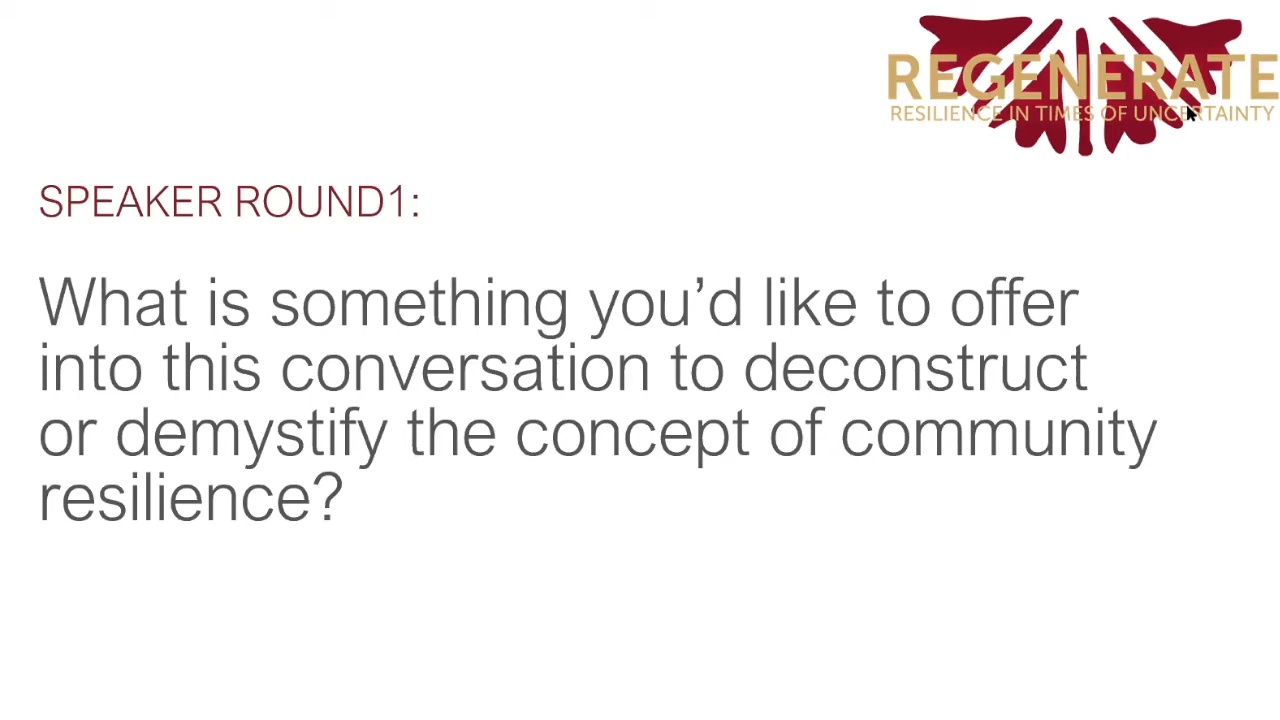 REGENERATE
RESILIENCE IN TIMES OF UNCERTAINTY
SPEAKER ROUND1:
What is something you’d like to offer
into this conversation to deconstruct
or demystify the concept of community
resilience?